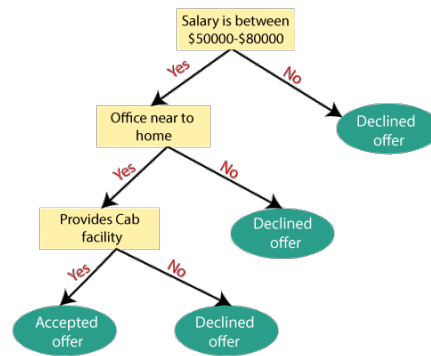 Salary is between
$50000-$80000
Yes
No
Office near to
home
Declined
offer
Yes
No
Provides Cab
facility
Declined
offer
Yes
No
Accepted
offer
Declined
offer